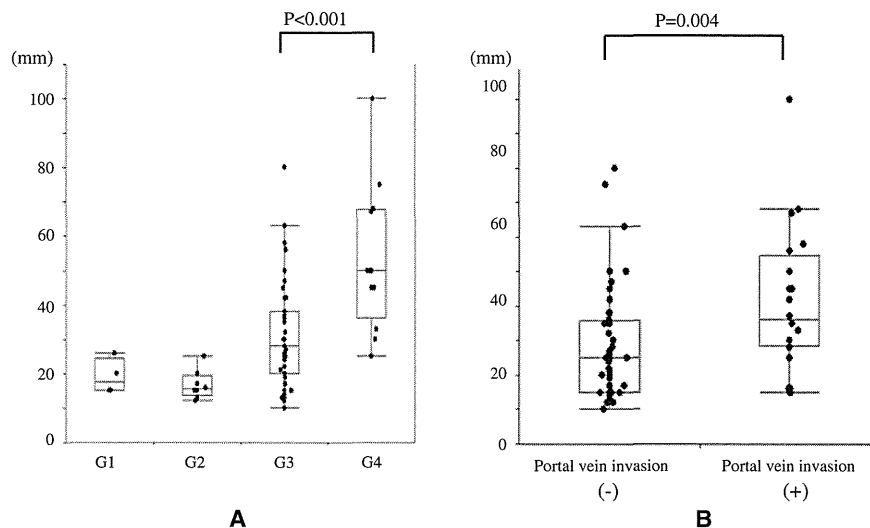 P<0.001
(mm)
100
80
60
40
20
0
G1 G2 G3 G4
A
P=0.004
(mm)
100
80
60
40
20
0
Portal vein invasion
(-)
Portal vein invasion
(+)
B